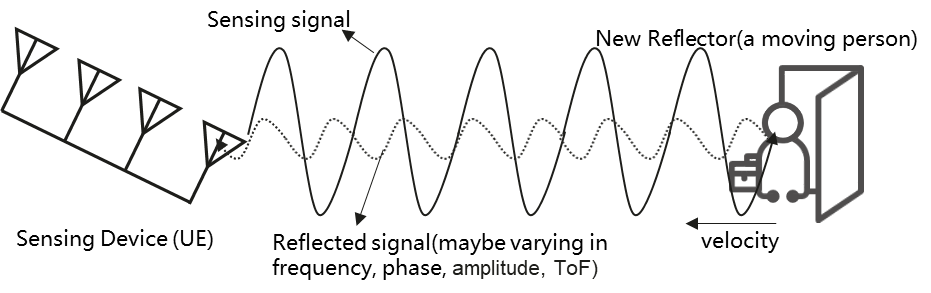 Sensing signal
New Reflector(a moving person)
Sensing Device (UE)
velocity
Reflected signal(maybe varying in
frequency, phase, amplitude, ToF)